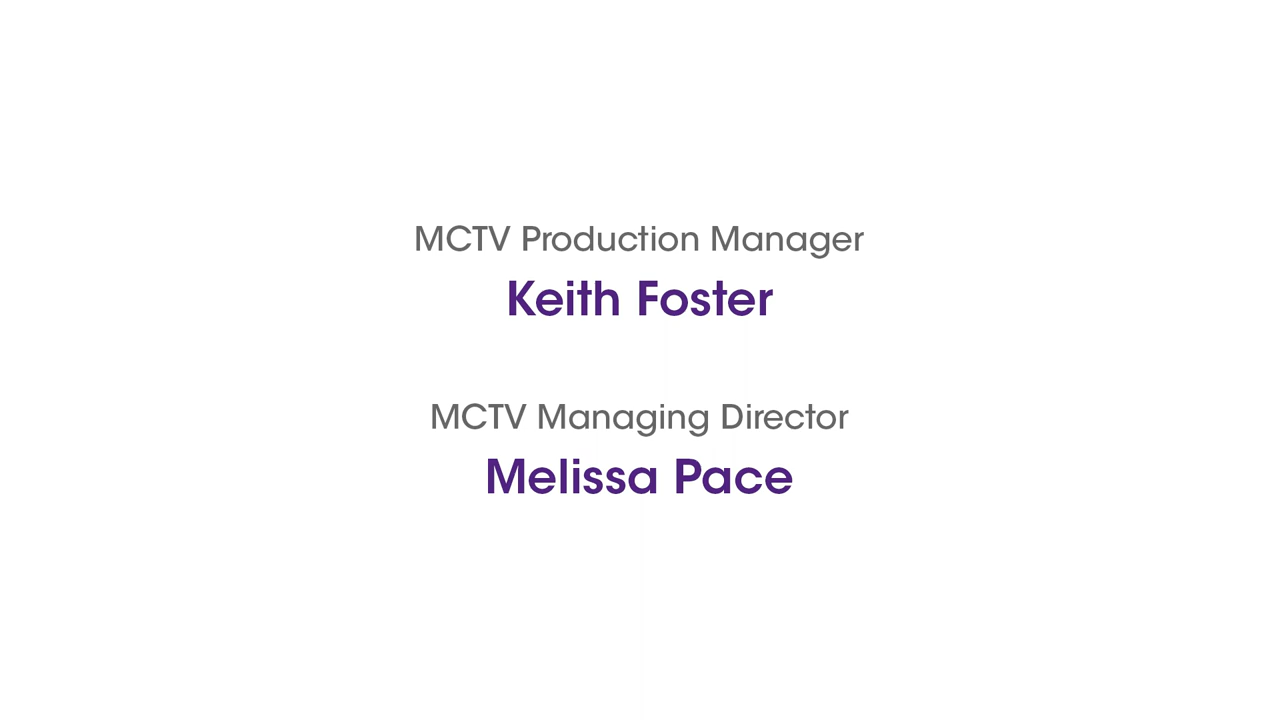 MCTV Production Manager
Keith Foster
MCTV Managing Director
Melissa Pace